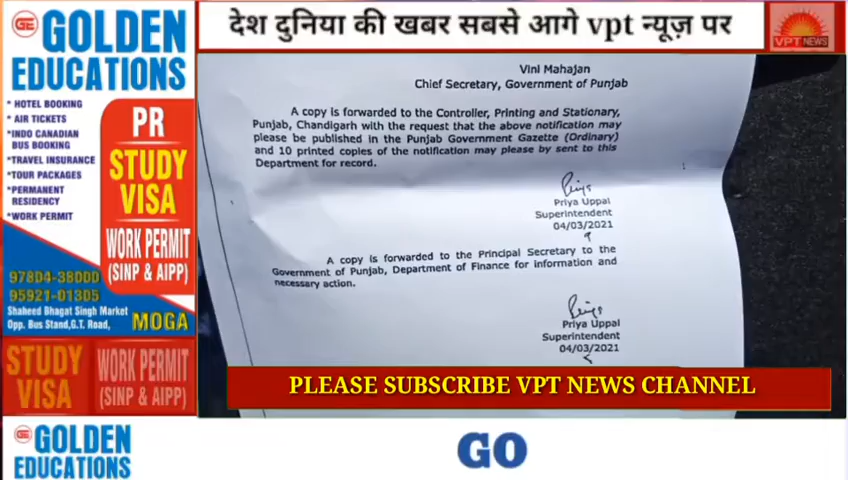 GE GOLDEN
EDUCATIONS
* HOTEL BOOKING
* AIR TICKETS
*INDO CANADIAN
BUS BOOKING
*TRAVEL INSURANCE
*TOUR PACKAGES
*PERMANENT
RESIDENCY
*WORK PERMIT
PR
STUDY
VISA
WORK PERMIT
(SINP & AIPP)
97804-38000
95921-01305
Shaheed Bhagat Singh Market
Opp. Bus Stand,G.T. Road,
MOGA
STUDY
VISA
WORK PERMIT
(SINP & AIPP)
देश दुनिया की खबर सबसे आगे vpt न्यूज़ पर
VPT NEWS
Vini Mahajan
Chief Secretary, Government of Punjab
A copy is forwarded to the Controller, Printing and Stationary,
Punjab, Chandigarh with the request that the above notification may
please be published in the Punjab Government Gazette (Ordinary)
and 10 printed copies of the notification may please by sent to this
Department for record.
Priya Uppal
Superintendent
04/03/2021
A copy is forwarded to the Principal Secretary to the
Government of Punjab, Department of Finance for information and
necessary action.
Priya Uppal
Superintendent
04/03/2021
PLEASE SUBSCRIBE VPT NEWS CHANNEL
GE GOLDEN
EDUCATIONS
GO